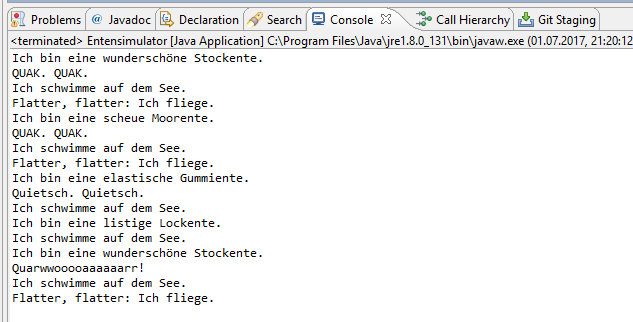 Problems @ Javadoc Declaration Search Console Call Hierarchy Git Staging
<terminated> Entensimulator [Java Application] C:\Program Files\Java\jre1.8.0_131\bin\javaw.exe (01.07.2017, 21:20:12
Ich bin eine wunderschöne Stockente.
QUAK. QUAK.
Ich schwimme auf dem See.
Flatter, flatter: Ich fliege.
Ich bin eine scheue Moorente.
QUAK. QUAK.
Ich schwimme auf dem See.
Flatter, flatter: Ich fliege.
Ich bin eine elastische Gummiente.
Quietsch. Quietsch.
Ich schwimme auf dem See.
Ich bin eine listige Lockente.
Ich schwimme auf dem See.
Ich bin eine wunderschöne Stockente.
Quarwwooooaaaaaarr!
Ich schwimme auf dem See.
Flatter, flatter: Ich fliege.